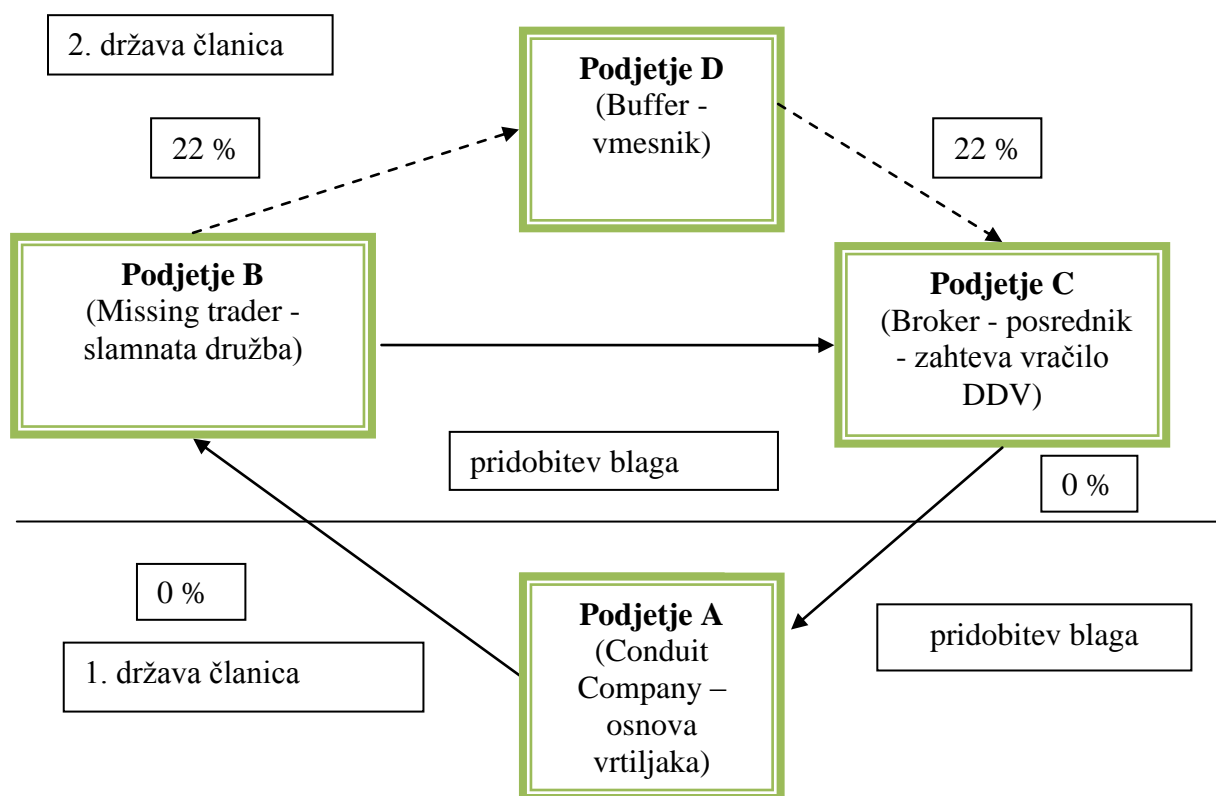 2. država članica
Podjetje D
(Buffer -
vmesnik)
22 %
22 %
Podjetje B
(Missing trader -
slamnata družba)
Podjetje C
(Broker - posrednik
- zahteva vračilo
DDV)
pridobitev blaga
0 %
0 %
1. država članica
Podjetje A
(Conduit
Company –
osnova
vrtiljaka)
pridobitev blaga